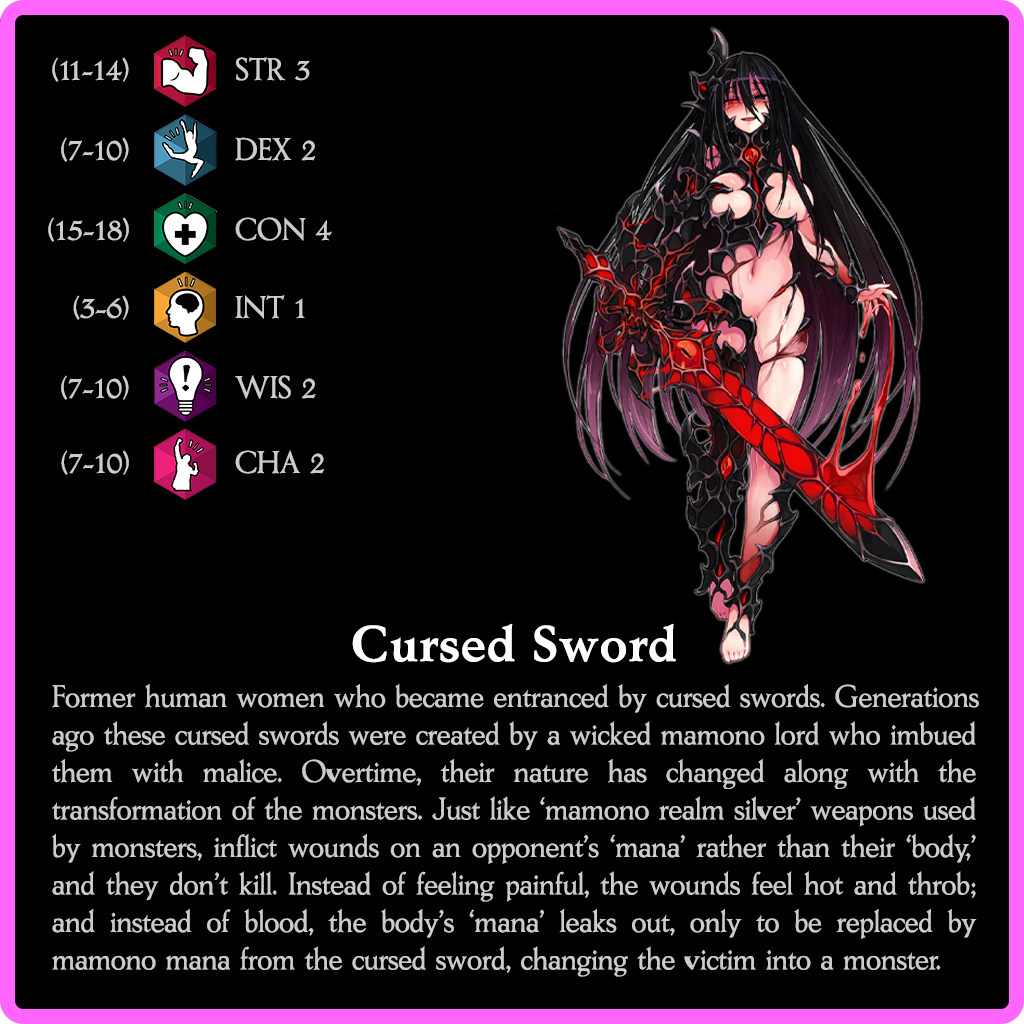 (11-14) STR 3
(7-10) DEX 2
(15-18) CON 4
(3-6) INT 1
(7-10) WIS 2
(7-10) CHA 2
Cursed Sword
Former human women who became entranced by cursed swords. Generations
ago these cursed swords were created by a wicked mamono lord who imbued
them with malice. Overtime, their nature has changed along with the
transformation of the monsters. Just like ‘mamono realm silver’ weapons used
by monsters, inflict wounds on an opponent’s ‘mana’ rather than their ‘body,’
and they don’t kill. Instead of feeling painful, the wounds feel hot and throb;
and instead of blood, the body’s ‘mana’ leaks out, only to be replaced by
mamono mana from the cursed sword, changing the victim into a monster.